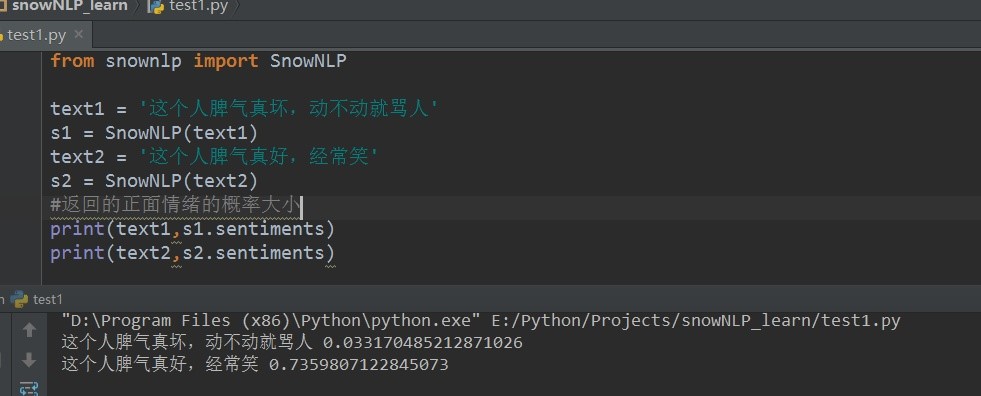 snowNLP_learn test1.py
test1.py
from snownlp import SnowNLP
text1 = '这个人脾气真坏，动不动就骂人'
s1 = SnowNLP(text1)
text2 = '这个人脾气真好，经常笑'
s2 = SnowNLP(text2)
#返回的正面情绪的概率大小
print(text1,s1.sentiments)
print(text2,s2.sentiments)
test1
"D:\Program Files (x86)\Python\python.exe" E:/Python/Projects/snowNLP_learn/test1.py
这个人脾气真坏，动不动就骂人 0.033170485212871026
这个人脾气真好，经常笑 0.7359807122845073